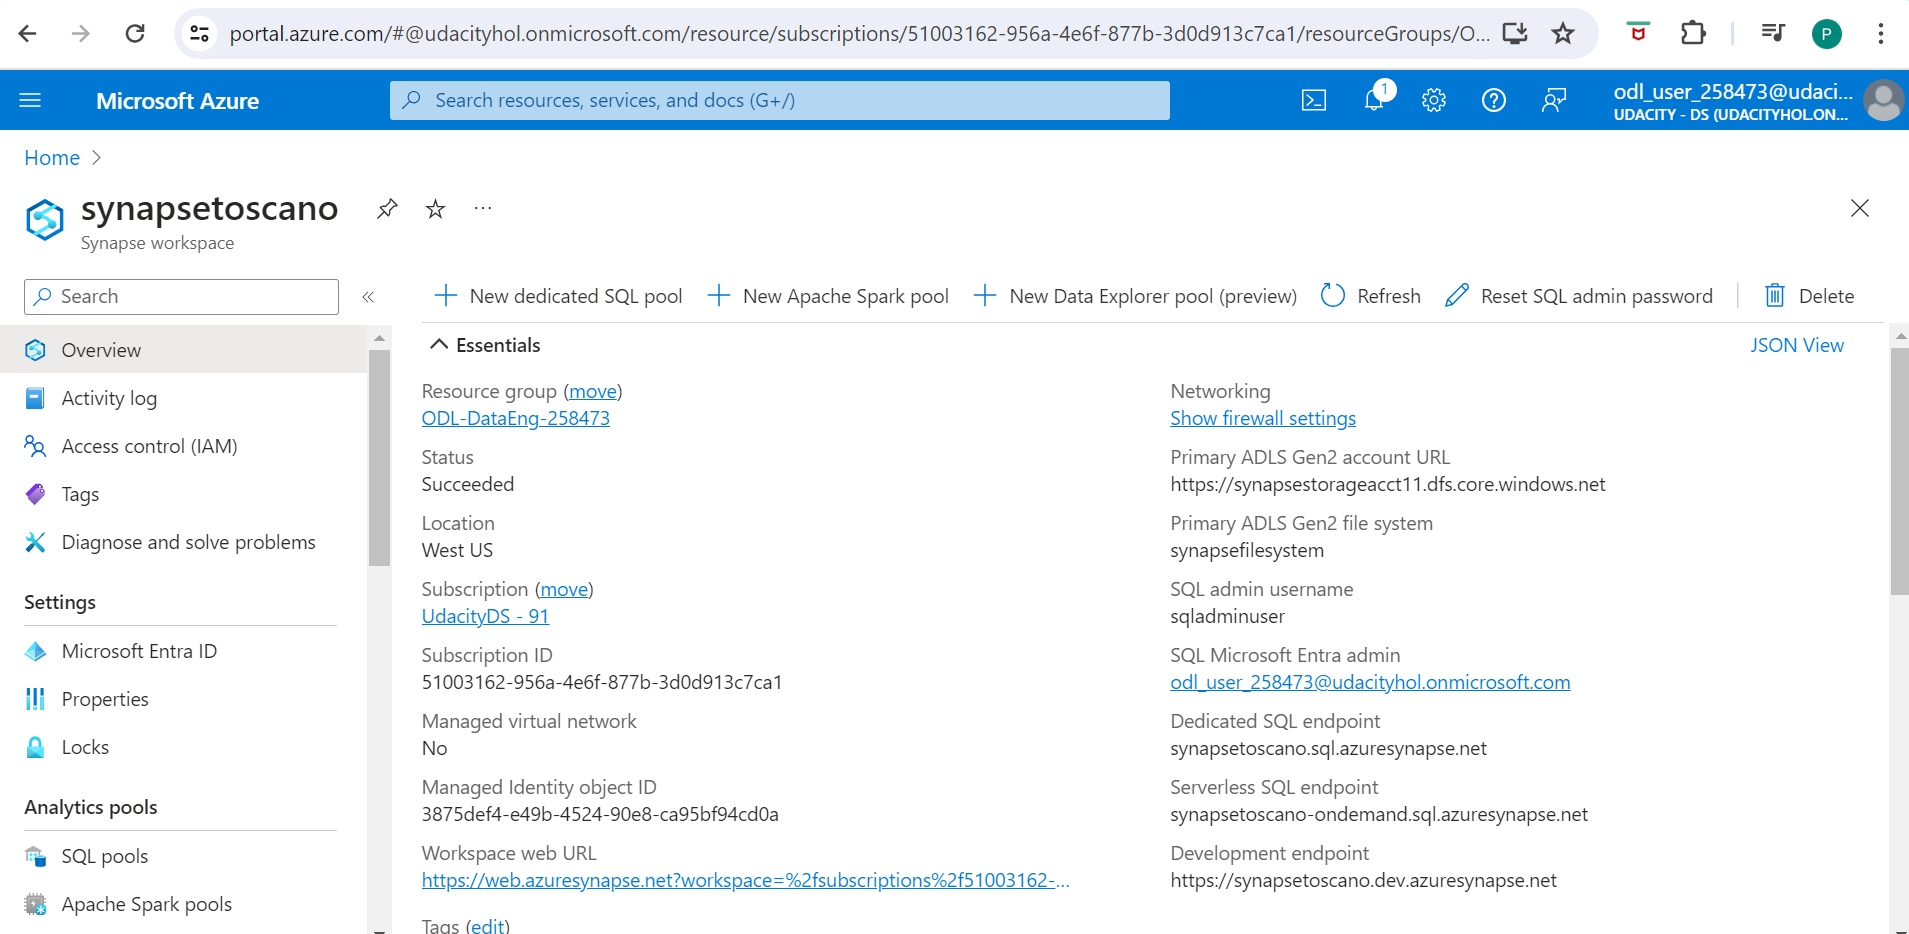 portal.azure.com/#@udacityhol.onmicrosoft.com/resource/subscriptions/51003162-956a-4e6f-877b-3d0d913c7ca1/resourceGroups/O...
P
Microsoft Azure
Search resources, services, and docs (G+/)
1
odl_user_258473@udaci...
UDACITY - DS (UDACITYHOL.ON...
Home
synapsetoscano
Synapse workspace
Search
Overview
Activity log
Access control (IAM)
Tags
Diagnose and solve problems
Settings
Microsoft Entra ID
Properties
Locks
Analytics pools
SQL pools
Apache Spark pools
New dedicated SQL pool
New Apache Spark pool
New Data Explorer pool (preview)
Refresh
Reset SQL admin password
Delete
Essentials
JSON View
Resource group (move)
ODL-DataEng-258473
Status
Succeeded
Location
West US
Subscription (move)
UdacityDS - 91
Subscription ID
51003162-956a-4e6f-877b-3d0d913c7ca1
Managed virtual network
No
Managed Identity object ID
3875def4-e49b-4524-90e8-ca95bf94cd0a
Workspace web URL
https://web.azuresynapse.net?workspace=%2fsubscriptions%2f51003162-...
Tags (edit)
Networking
Show firewall settings
Primary ADLS Gen2 account URL
https://synapsestorageacct11.dfs.core.windows.net
Primary ADLS Gen2 file system
synapsefilesystem
SQL admin username
sqladminuser
SQL Microsoft Entra admin
odl_user_258473@udacityhol.onmicrosoft.com
Dedicated SQL endpoint
synapsetoscano.sql.azuresynapse.net
Serverless SQL endpoint
synapsetoscano-ondemand.sql.azuresynapse.net
Development endpoint
https://synapsetoscano.dev.azuresynapse.net